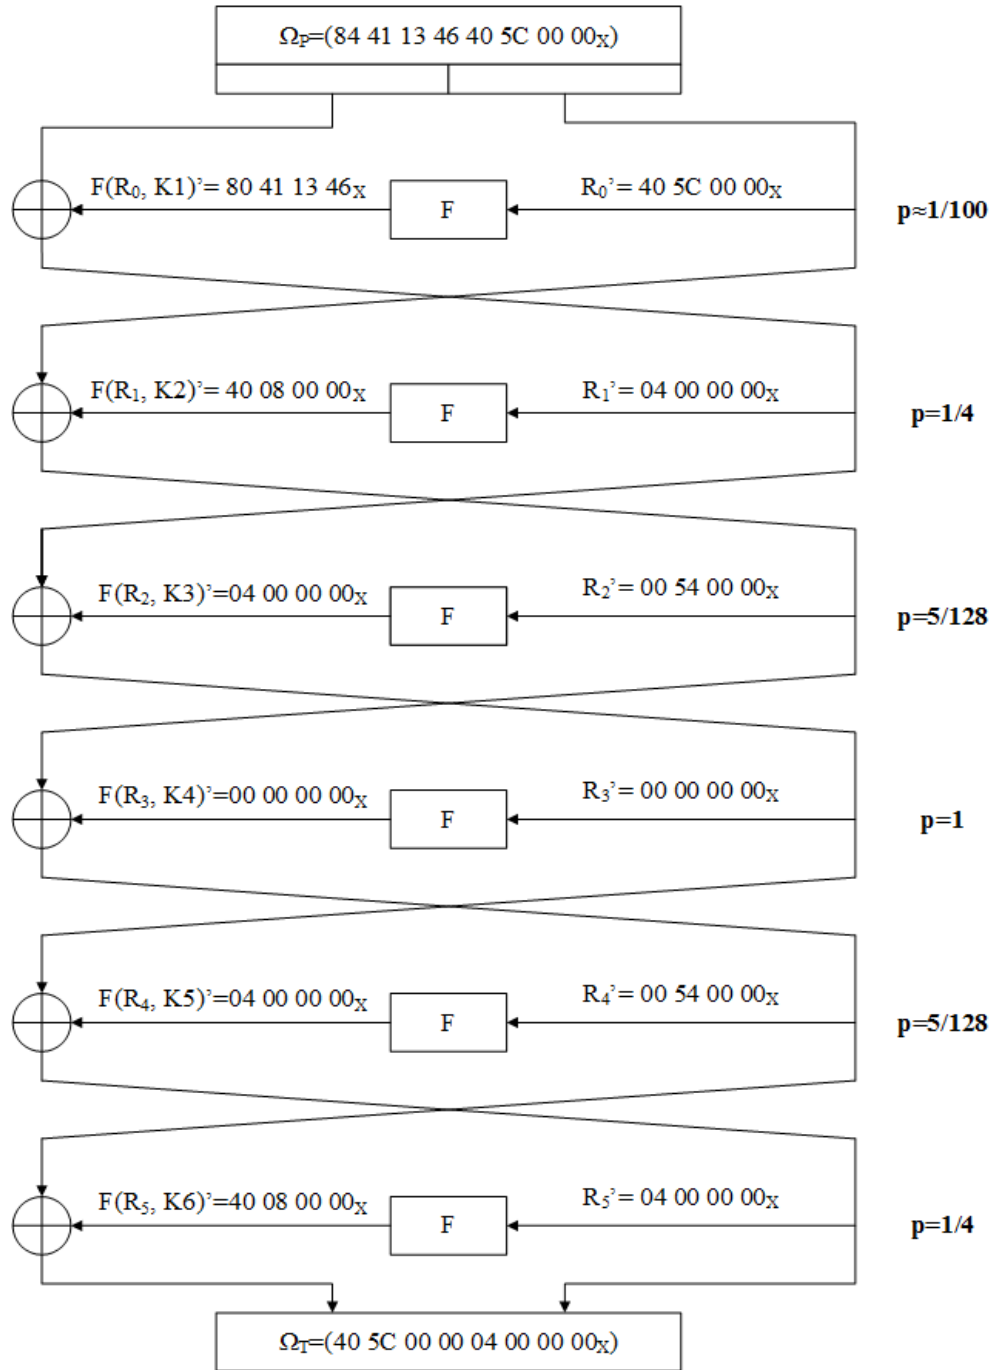 Ωₚ=(84 41 13 46 40 5C 00 00ₓ)
F(R₀, K1)’= 80 41 13 46ₓ
F
R₀’= 40 5C 00 00ₓ
p≈1/100
F(R₁, K2)’= 40 08 00 00ₓ
F
R₁’= 04 00 00 00ₓ
p=1/4
F(R₂, K3)’=04 00 00 00ₓ
F
R₂’= 00 54 00 00ₓ
p=5/128
F(R₃, K4)’=00 00 00 00ₓ
F
R₃’= 00 00 00 00ₓ
p=1
F(R₄, K5)’=04 00 00 00ₓ
F
R₄’= 00 54 00 00ₓ
p=5/128
F(R₅, K6)’=40 08 00 00ₓ
F
R₅’= 04 00 00 00ₓ
p=1/4
Ω_T=(40 5C 00 00 04 00 00 00ₓ)